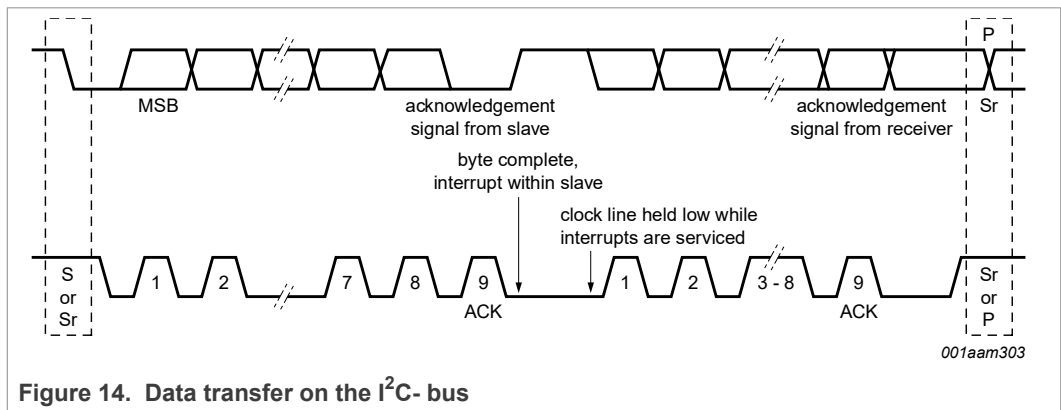 P
MSB
acknowledgement
signal from slave
acknowledgement
signal from receiver
Sr
byte complete,
interrupt within slave
clock line held low while
interrupts are serviced
S
or
Sr
1
2
7
8
9
ACK
1
2
3 - 8
9
ACK
Sr
or
P
001aam303
Figure 14. Data transfer on the I²C- bus